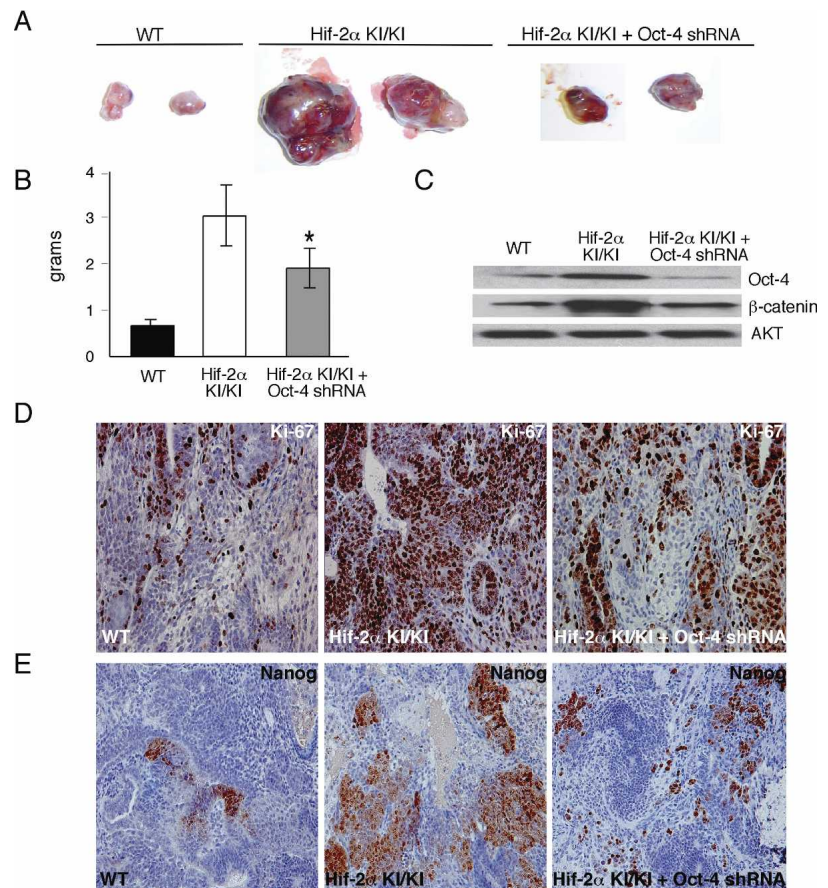 A
WT
Hif-2α KI/KI
Hif-2α KI/KI + Oct-4 shRNA
B
grams
4
3
2
1
0
*
WT
Hif-2α
KI/KI
Hif-2α KI/KI +
Oct-4 shRNA
C
WT
Hif-2α
KI/KI
Hif-2α KI/KI +
Oct-4 shRNA
Oct-4
β-catenin
AKT
D
Ki-67
WT
Ki-67
Hif-2α KI/KI
Ki-67
Hif-2α KI/KI + Oct-4 shRNA
E
Nanog
WT
Nanog
Hif-2α KI/KI
Nanog
Hif-2α KI/KI + Oct-4 shRNA